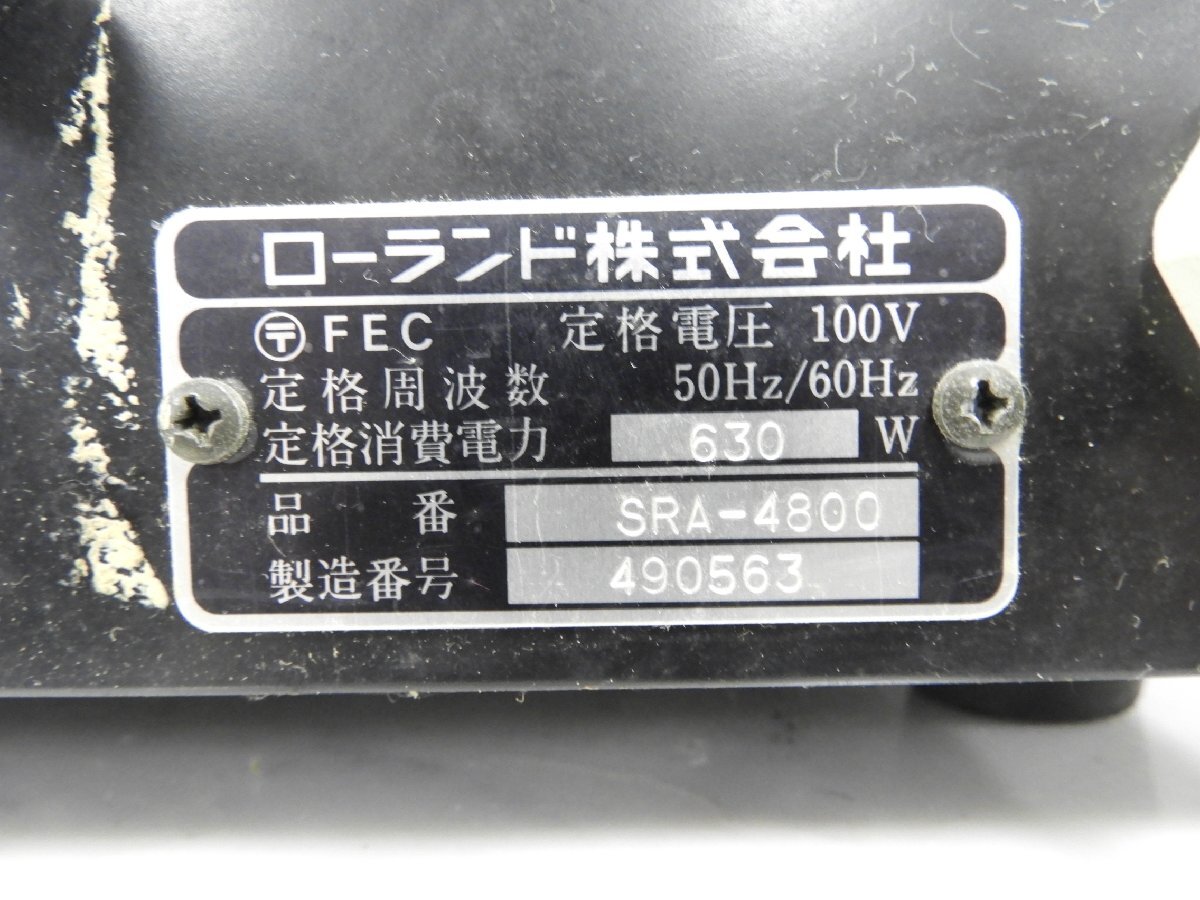 ローランド株式会社
〶 FEC 定格電圧 100V
定格周波数 50Hz/60Hz
定格消費電力 630 W
品番 SRA-4800
製造番号 490563